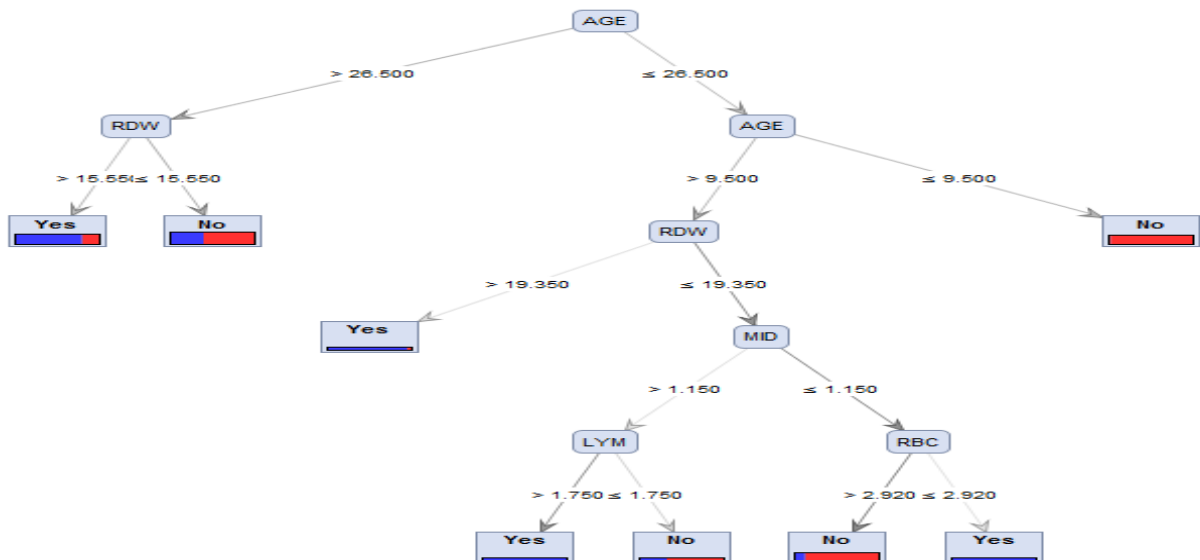 AGE
> 26.500 ≤ 26.500
RDW AGE
> 15.55 ≤ 15.550 > 9.500 ≤ 9.500
Yes No RDW No
> 19.350 ≤ 19.350
Yes MID
> 1.150 ≤ 1.150
LYM RBC
> 1.750 ≤ 1.750 > 2.920 ≤ 2.920
Yes No No Yes